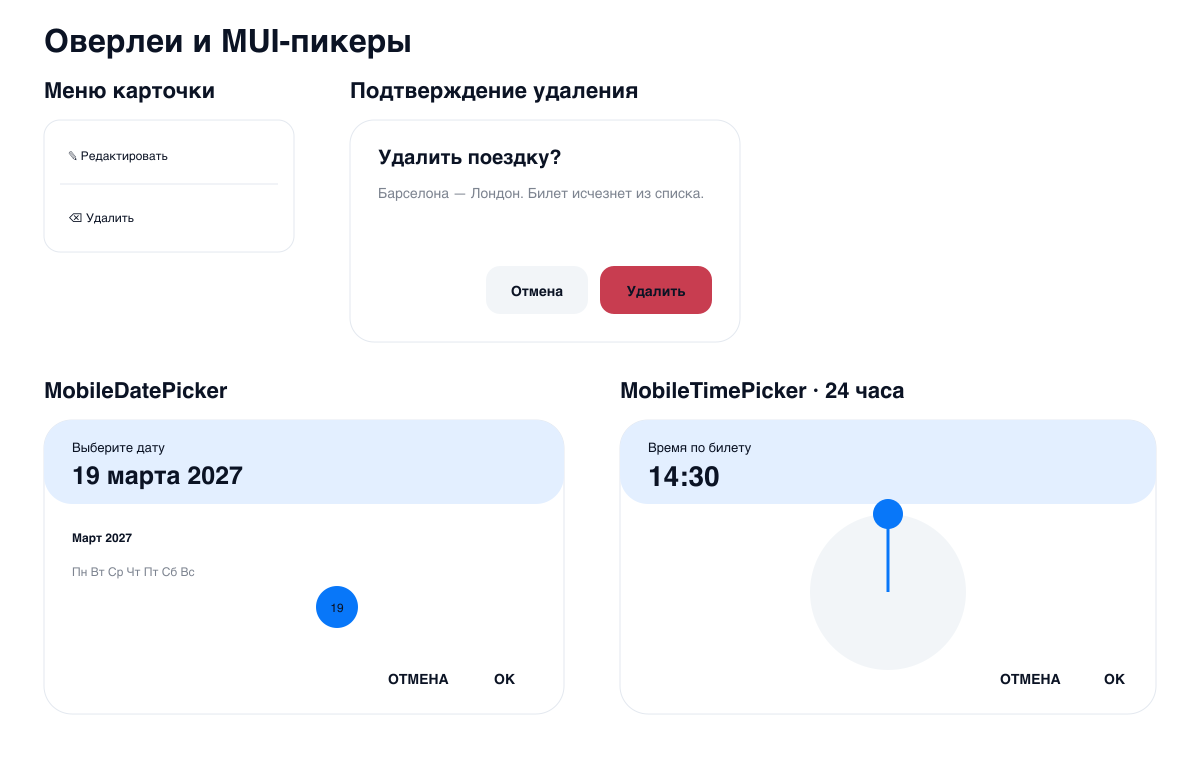 Оверлеи и MUI-пикеры
Меню карточки
✎ Редактировать
⌫ Удалить
Подтверждение удаления
Удалить поездку?
Барселона — Лондон. Билет исчезнет из списка.
Отмена
Удалить
MobileDatePicker
Выберите дату
19 марта 2027
Март 2027
Пн Вт Ср Чт Пт Сб Вс
19
ОТМЕНА
ОК
MobileTimePicker · 24 часа
Время по билету
14:30
ОТМЕНА
ОК